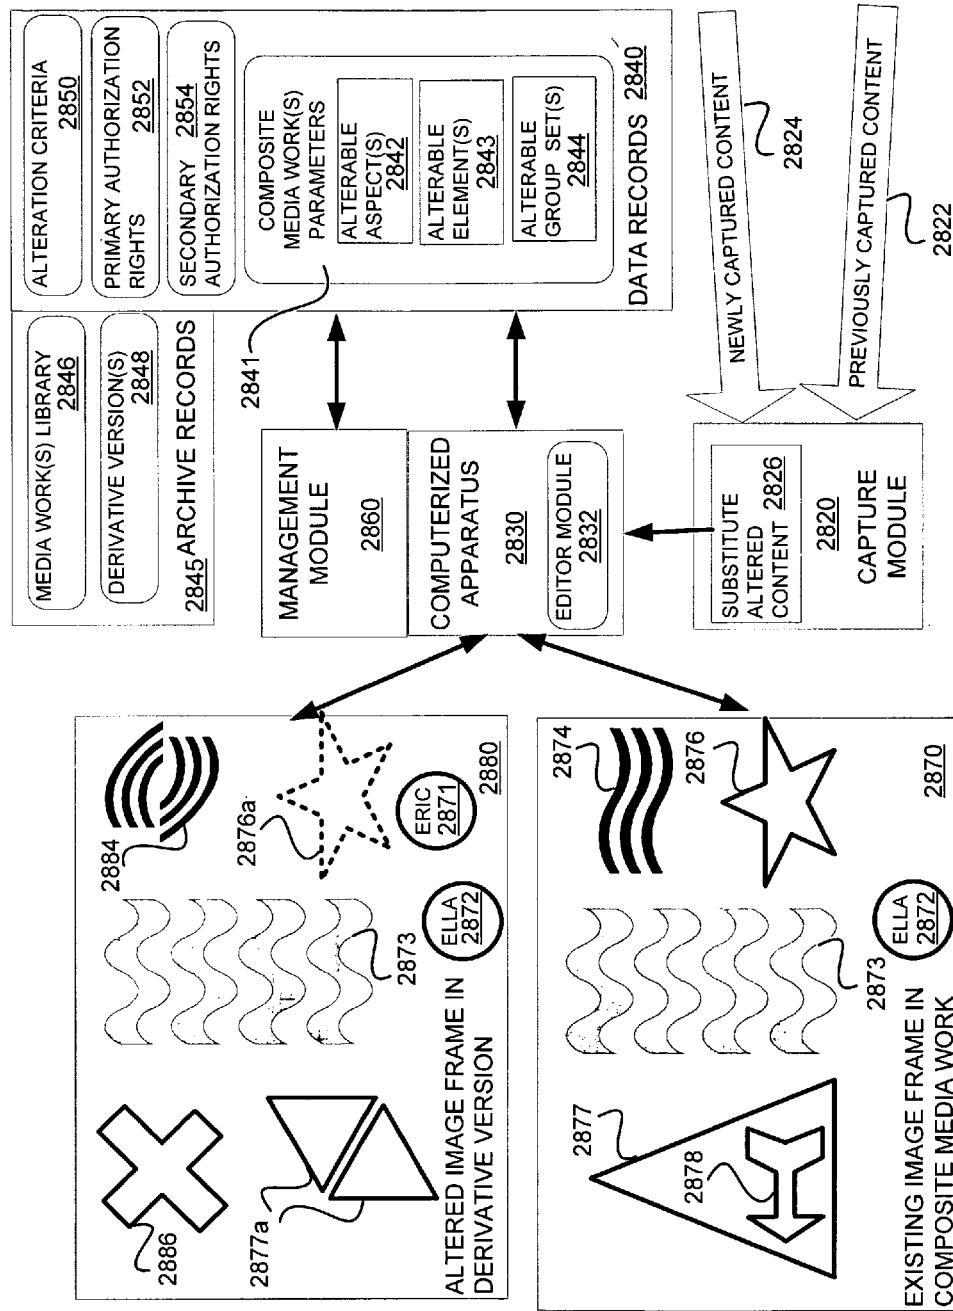 MEDIA WORK(S) LIBRARY
2846
DERIVATIVE VERSION(S)
2848
2845 ARCHIVE RECORDS
ALTERATION CRITERIA
2850
PRIMARY AUTHORIZATION
RIGHTS 2852
SECONDARY 2854
AUTHORIZATION RIGHTS
COMPOSITE
MEDIA WORK(S)
PARAMETERS
ALTERABLE
ASPECT(S)
2842
ALTERABLE
ELEMENT(S)
2843
ALTERABLE
GROUP SET(S)
2844
DATA RECORDS 2840
2841
MANAGEMENT
MODULE
2860
COMPUTERIZED
APPARATUS
2830
EDITOR MODULE
2832
SUBSTITUTE
ALTERED
CONTENT 2826
2820
CAPTURE
MODULE
NEWLY CAPTURED CONTENT
2824
PREVIOUSLY CAPTURED CONTENT
2822
2886
2877a
2873
2884
2876a
ELLA
2872
ERIC
2871
2880
ALTERED IMAGE FRAME IN
DERIVATIVE VERSION
2877
2878
2873
2874
2876
ELLA
2872
2870
EXISTING IMAGE FRAME IN
COMPOSITE MEDIA WORK